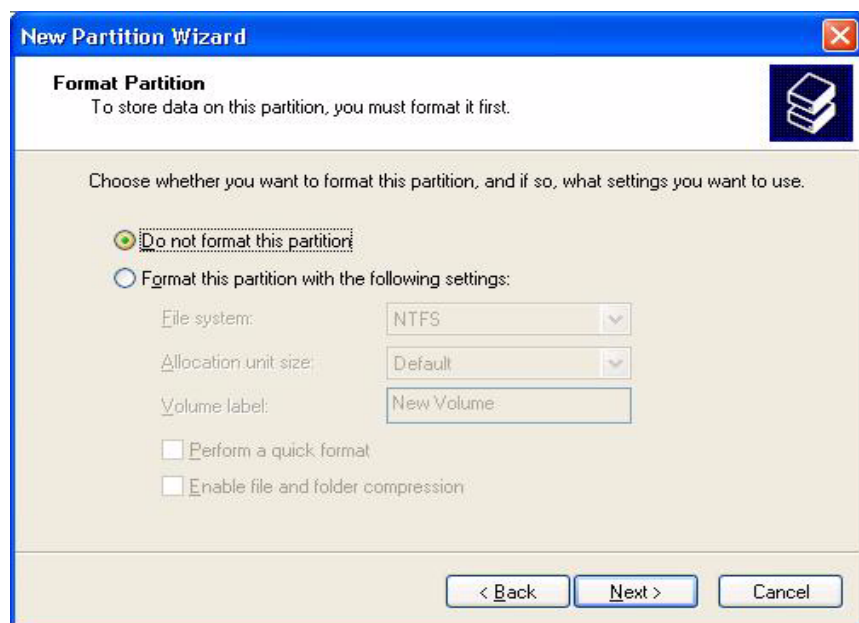 New Partition Wizard
Format Partition
To store data on this partition, you must format it first.
Choose whether you want to format this partition, and if so, what settings you want to use.
Do not format this partition
Format this partition with the following settings:
File system: NTFS
Allocation unit size: Default
Volume label: New Volume
Perform a quick format
Enable file and folder compression
< Back Next > Cancel